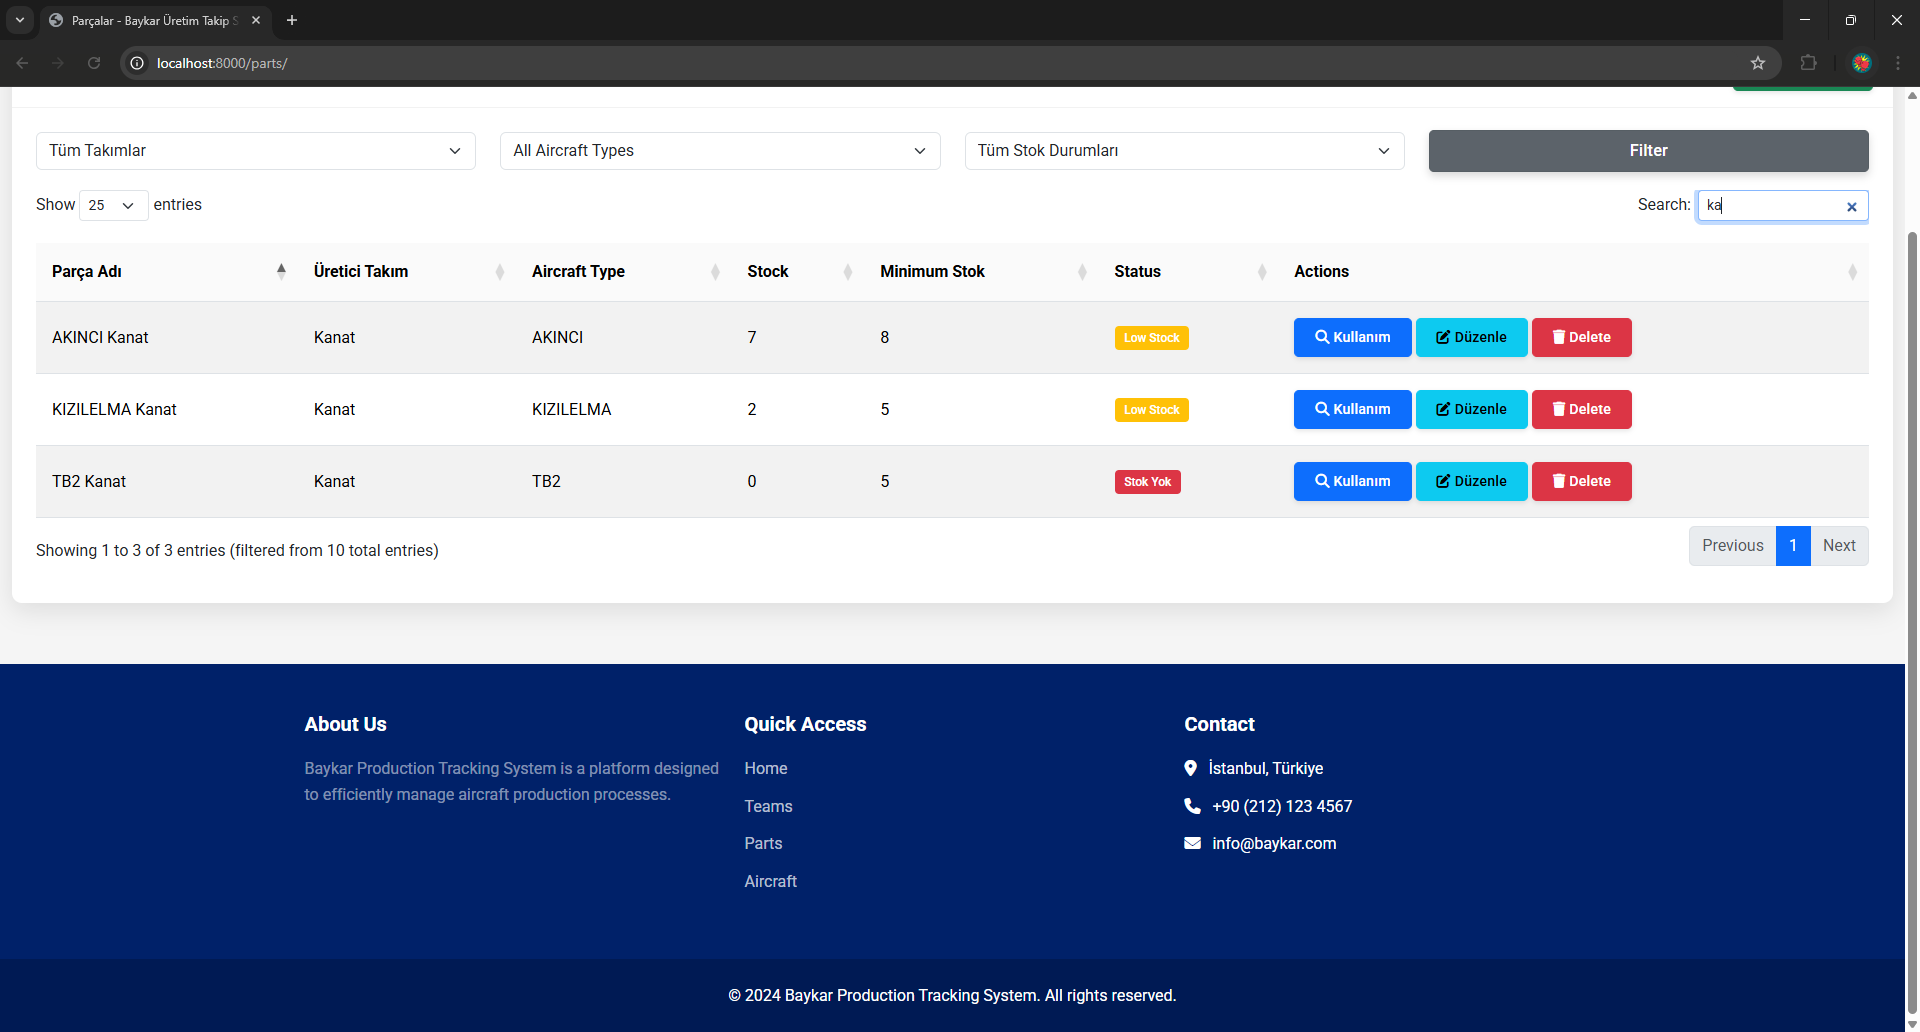 Parçalar - Baykar Üretim Takip S
localhost:8000/parts/
Tüm Takımlar
All Aircraft Types
Tüm Stok Durumları
Filter
Show 25 entries
Search: ka
Parça Adı Üretici Takım Aircraft Type Stock Minimum Stok Status Actions
AKINCI Kanat Kanat AKINCI 7 8 Low Stock Kullanım Düzenle Delete
KIZILELMA Kanat Kanat KIZILELMA 2 5 Low Stock Kullanım Düzenle Delete
TB2 Kanat Kanat TB2 0 5 Stok Yok Kullanım Düzenle Delete
Showing 1 to 3 of 3 entries (filtered from 10 total entries)
Previous 1 Next
About Us
Baykar Production Tracking System is a platform designed
to efficiently manage aircraft production processes.
Quick Access
Home
Teams
Parts
Aircraft
Contact
İstanbul, Türkiye
+90 (212) 123 4567
info@baykar.com
© 2024 Baykar Production Tracking System. All rights reserved.